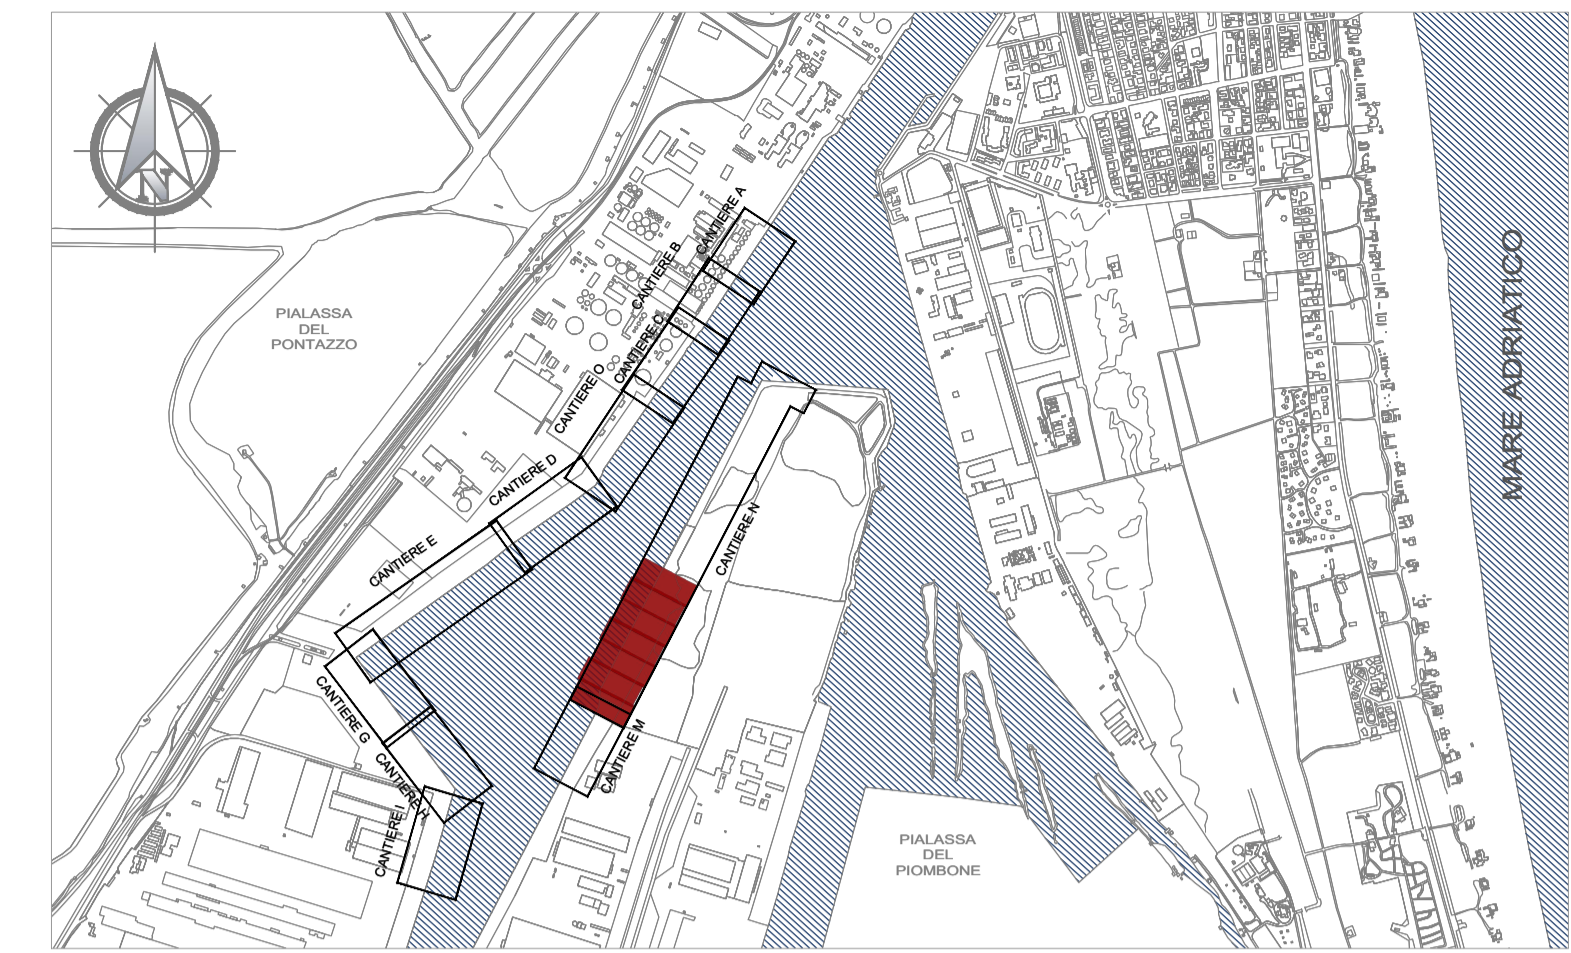 N
PIALASSA
DEL
PONTAZZO
CANTIERE A
CANTIERE B
CANTIERE C
CANTIERE O
CANTIERE D
CANTIERE E
CANTIERE G
CANTIERE H
CANTIERE I
CANTIERE N
CANTIERE M
PIALASSA
DEL
PIOMBONE
MARE ADRIATICO